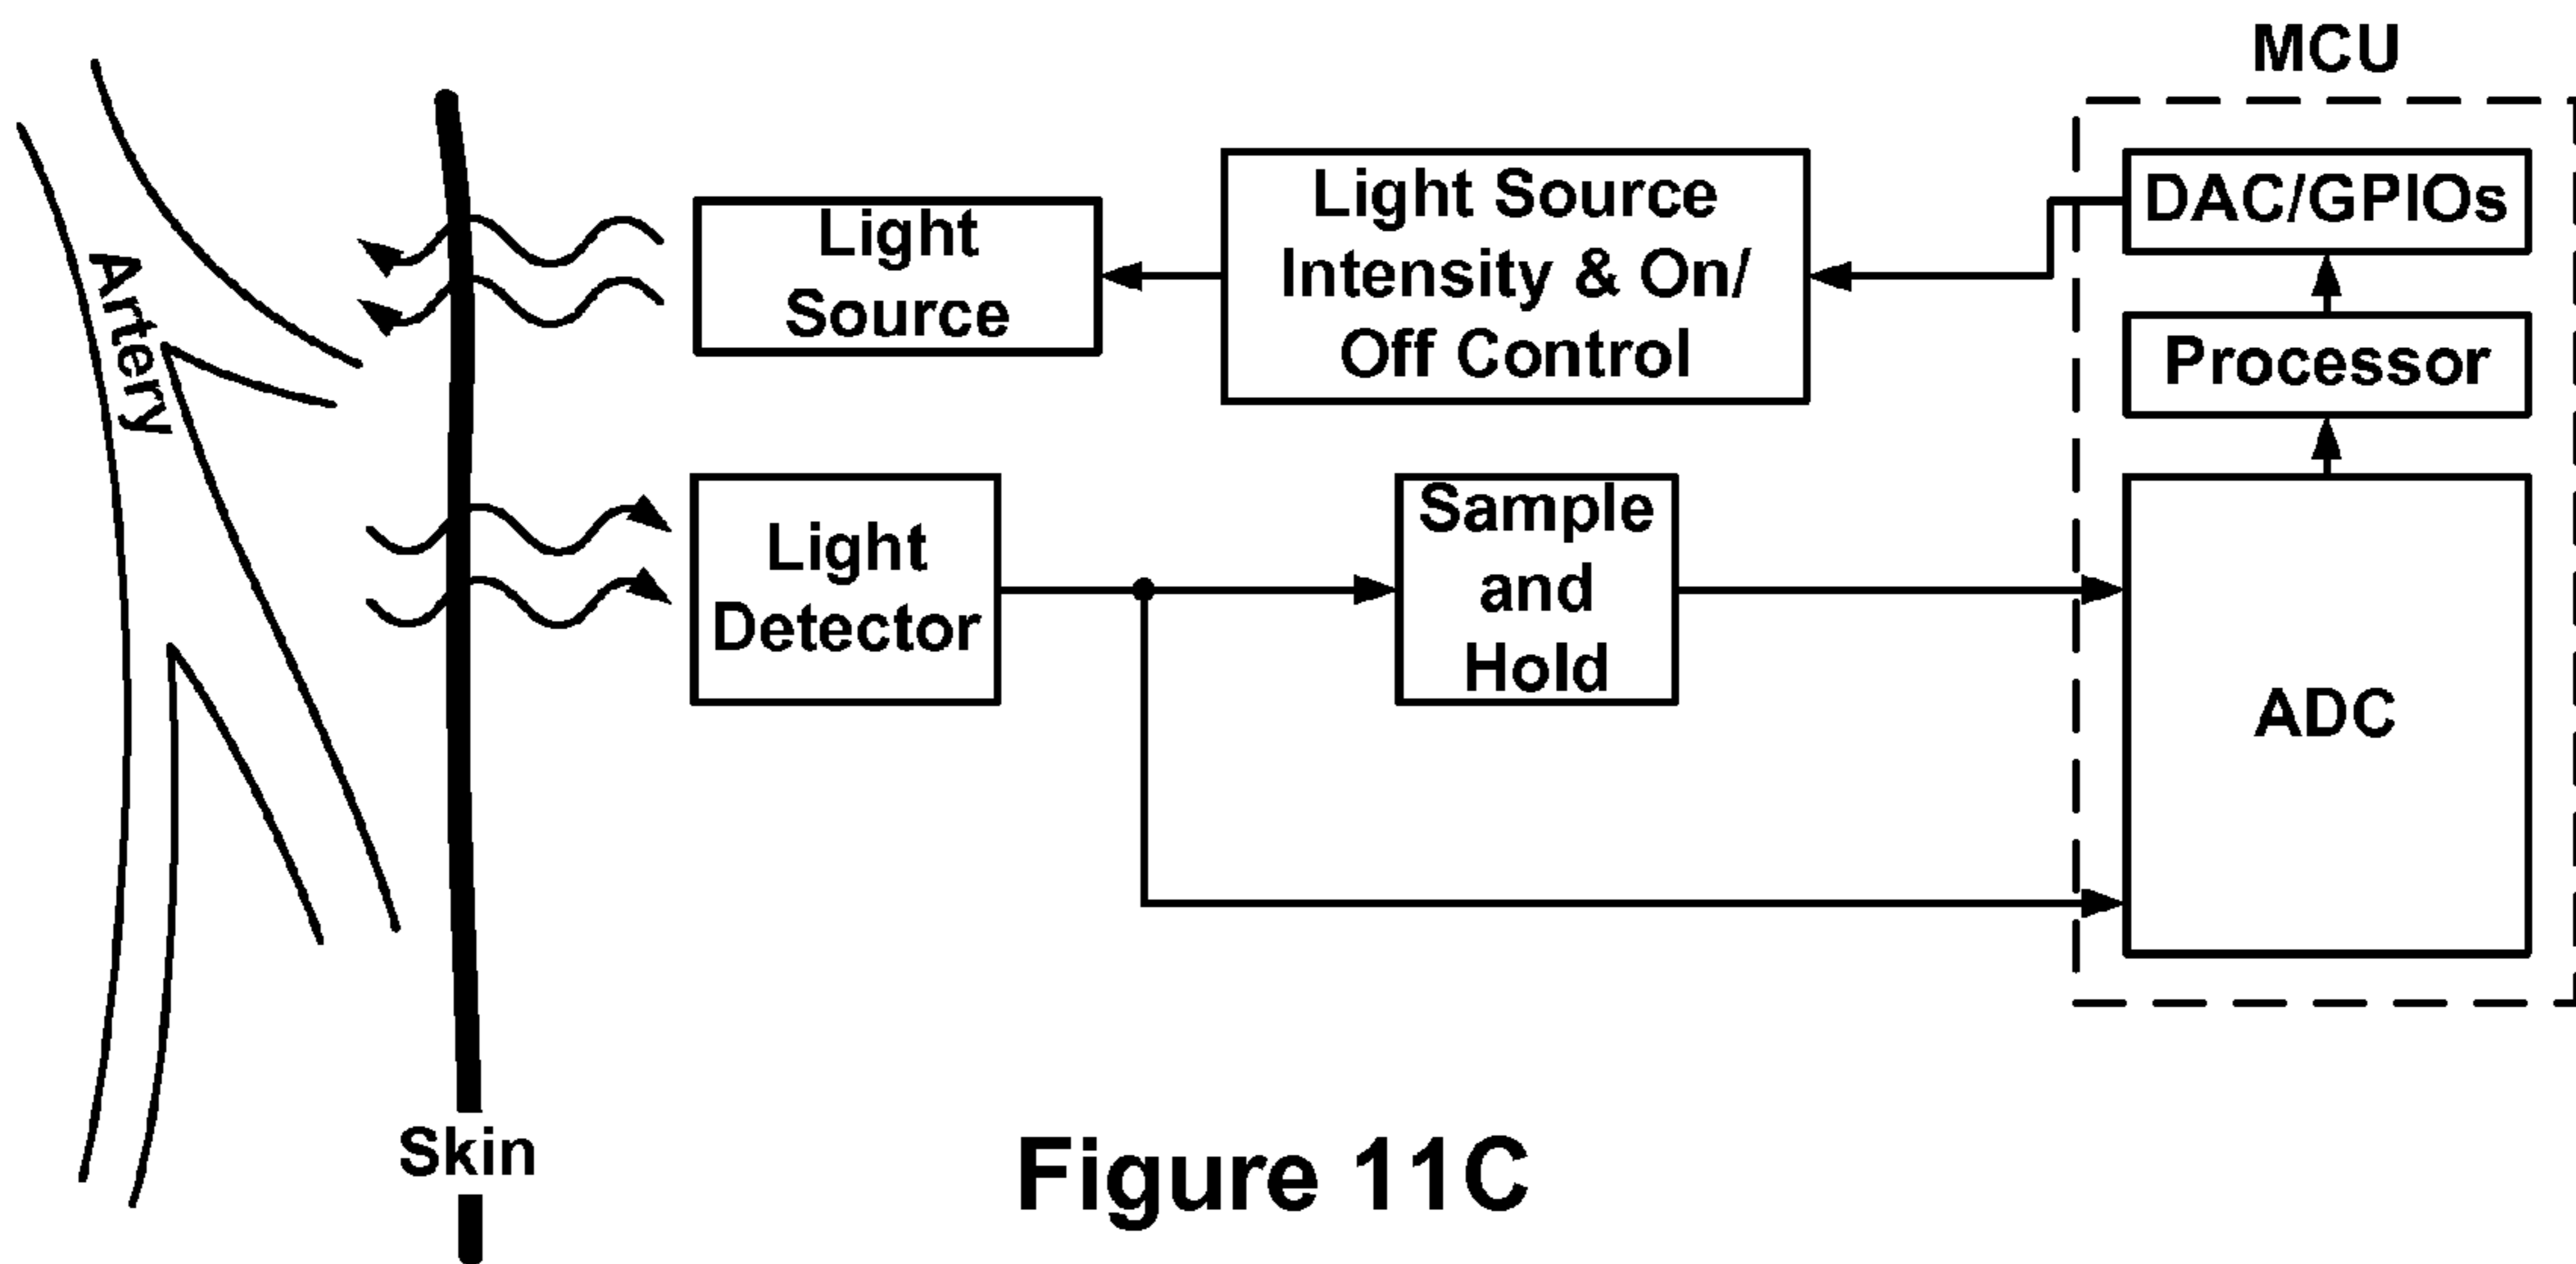 MCU
Light
Source
Light Source
Intensity & On/
Off Control
DAC/GPIOs
Processor
Artery
Light
Detector
Sample
and
Hold
ADC
Skin
Figure 11C